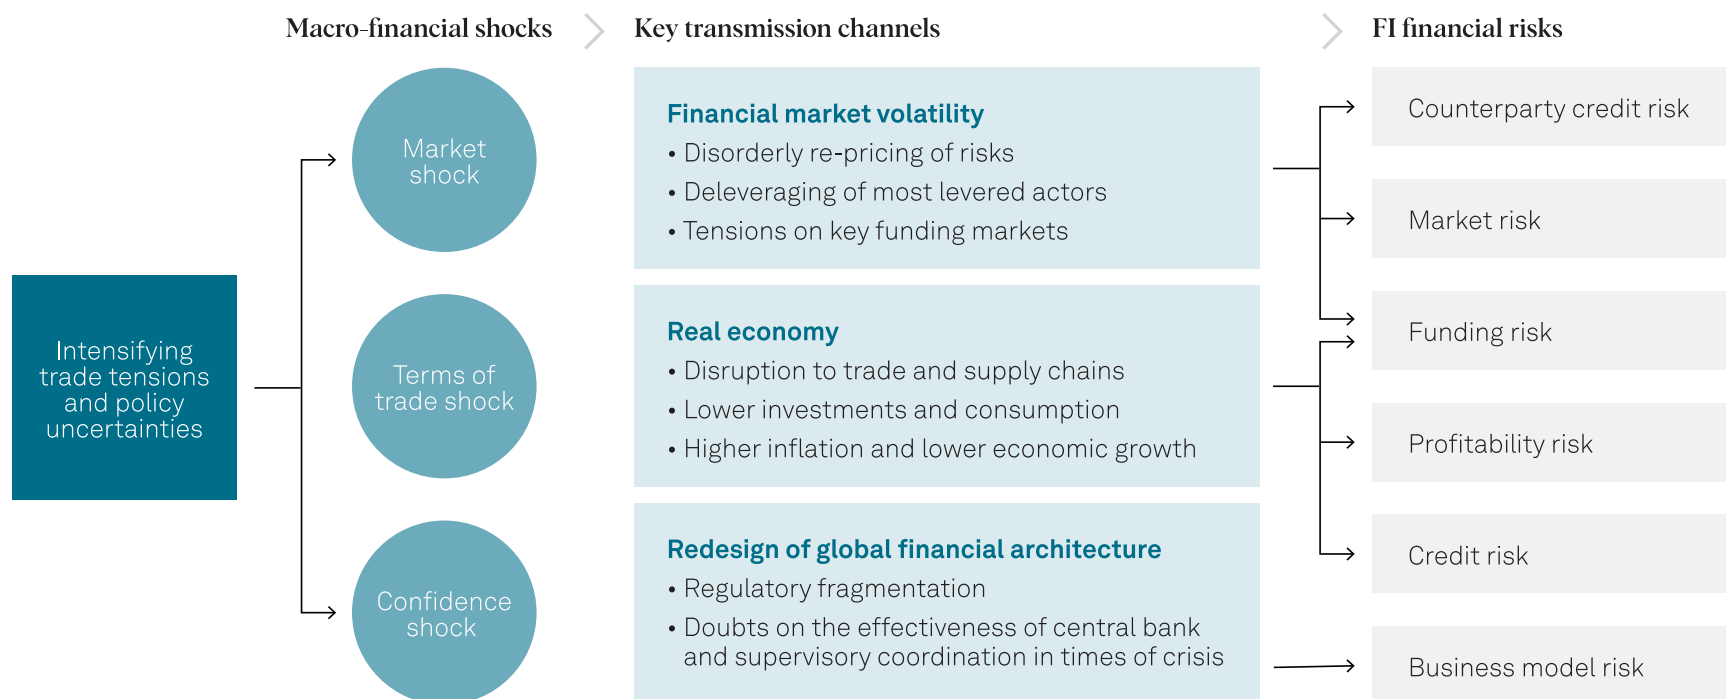 Macro-financial shocks
Key transmission channels
FI financial risks
Intensifying
trade tensions
and policy
uncertainties
Market
shock
Terms of
trade shock
Confidence
shock
Financial market volatility
• Disorderly re-pricing of risks
• Deleveraging of most levered actors
• Tensions on key funding markets
Real economy
• Disruption to trade and supply chains
• Lower investments and consumption
• Higher inflation and lower economic growth
Redesign of global financial architecture
• Regulatory fragmentation
• Doubts on the effectiveness of central bank
and supervisory coordination in times of crisis
Counterparty credit risk
Market risk
Funding risk
Profitability risk
Credit risk
Business model risk